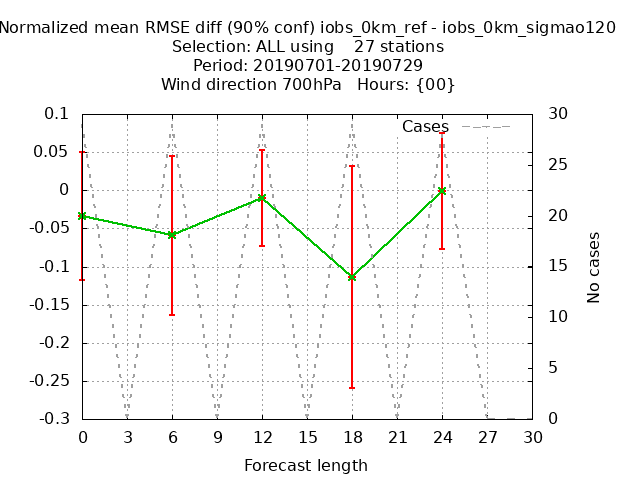 Normalized mean RMSE diff (90% conf) iobs_0km_ref - iobs_0km_sigmao120
Selection: ALL using    27 stations
Period: 20190701-20190729
Wind direction 700hPa   Hours: {00}
Cases
0.1
0.05
0
-0.05
-0.1
-0.15
-0.2
-0.25
-0.3
30
25
20
15
10
5
0
No cases
0 3 6 9 12 15 18 21 24 27 30
Forecast length